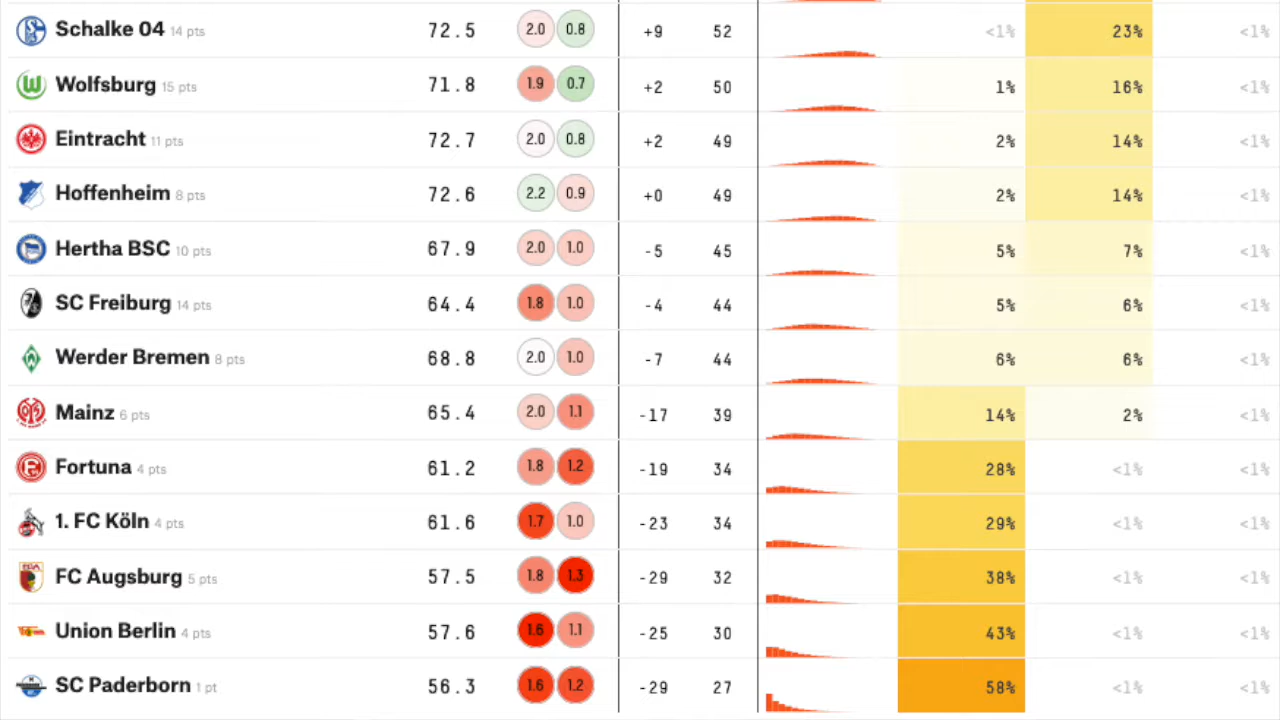 Schalke 04 14 pts 72.5 2.0 0.8 +9 52 <1% 23% <1%
Wolfsburg 15 pts 71.8 1.9 0.7 +2 50 1% 16% <1%
Eintracht 11 pts 72.7 2.0 0.8 +2 49 2% 14% <1%
Hoffenheim 8 pts 72.6 2.2 0.9 +0 49 2% 14% <1%
Hertha BSC 10 pts 67.9 2.0 1.0 -5 45 5% 7% <1%
SC Freiburg 14 pts 64.4 1.8 1.0 -4 44 5% 6% <1%
Werder Bremen 8 pts 68.8 2.0 1.0 -7 44 6% 6% <1%
Mainz 6 pts 65.4 2.0 1.1 -17 39 14% 2% <1%
Fortuna 4 pts 61.2 1.8 1.2 -19 34 28% <1% <1%
1. FC Köln 4 pts 61.6 1.7 1.0 -23 34 29% <1% <1%
FC Augsburg 5 pts 57.5 1.8 1.3 -29 32 38% <1% <1%
Union Berlin 4 pts 57.6 1.6 1.1 -25 30 43% <1% <1%
SC Paderborn 1 pt 56.3 1.6 1.2 -29 27 58% <1% <1%